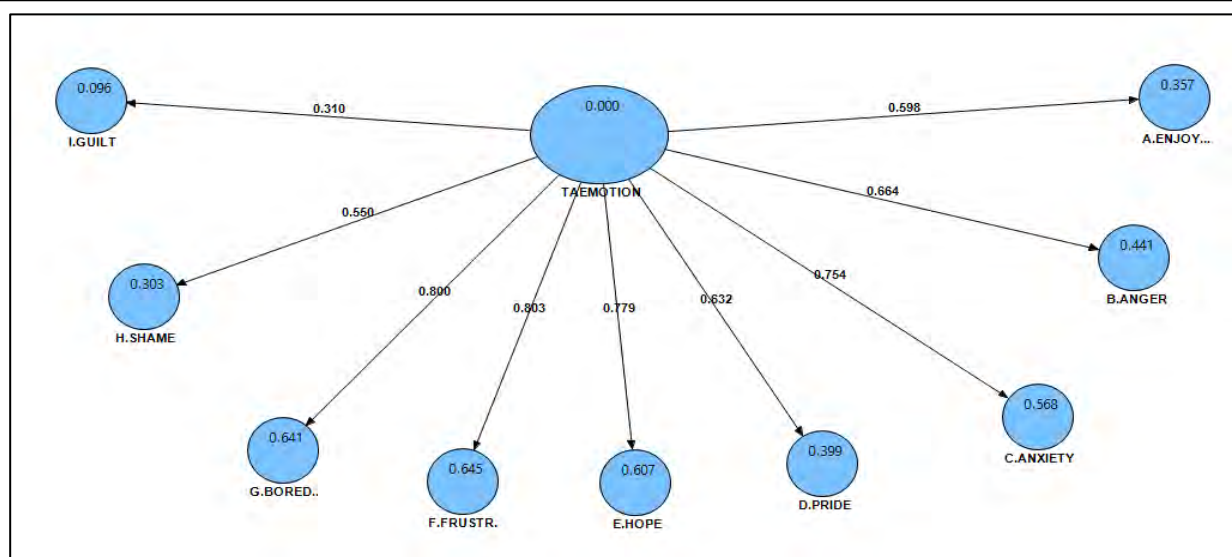 0.096
0.310
I.GUILT
0.000
TAEMOTION
0.598
0.357
A.ENJOY...
0.664
0.441
B.ANGER
0.550
0.303
H.SHAME
0.800
0.803
0.779
0.632
0.754
0.641
G.BORED..
0.645
F.FRUSTR.
0.607
E.HOPE
0.399
D.PRIDE
0.568
C.ANXIETY